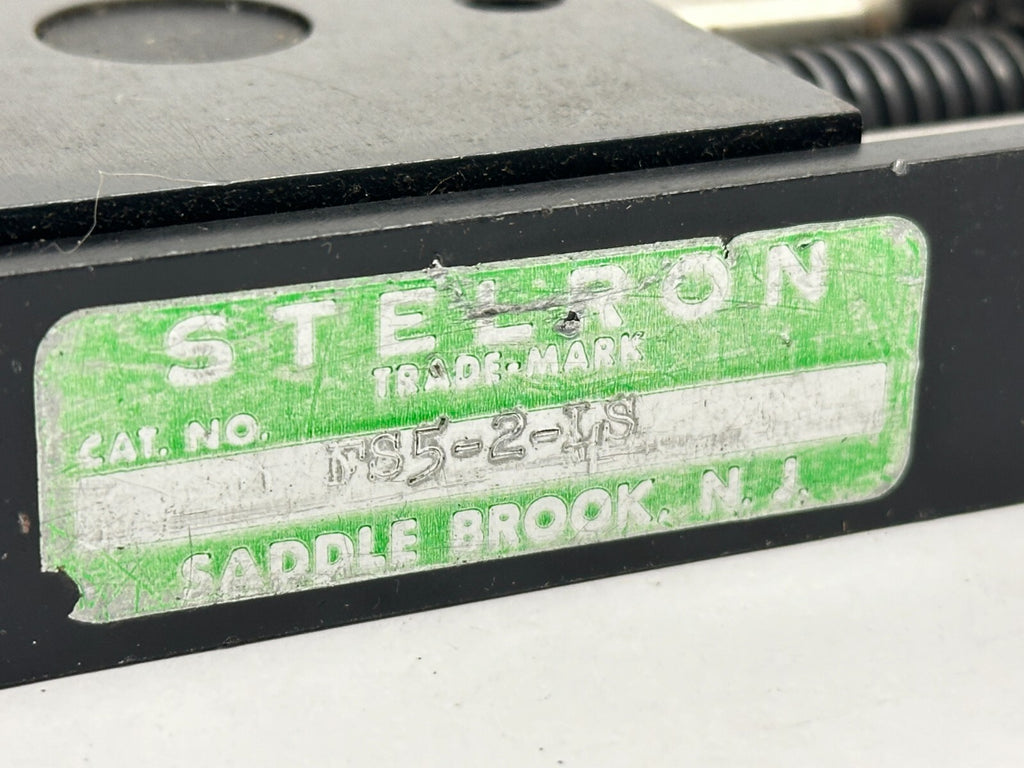 STELRON
TRADE-MARK
CAT. NO.
FS5-2-LS
SADDLE BROOK, N. J.